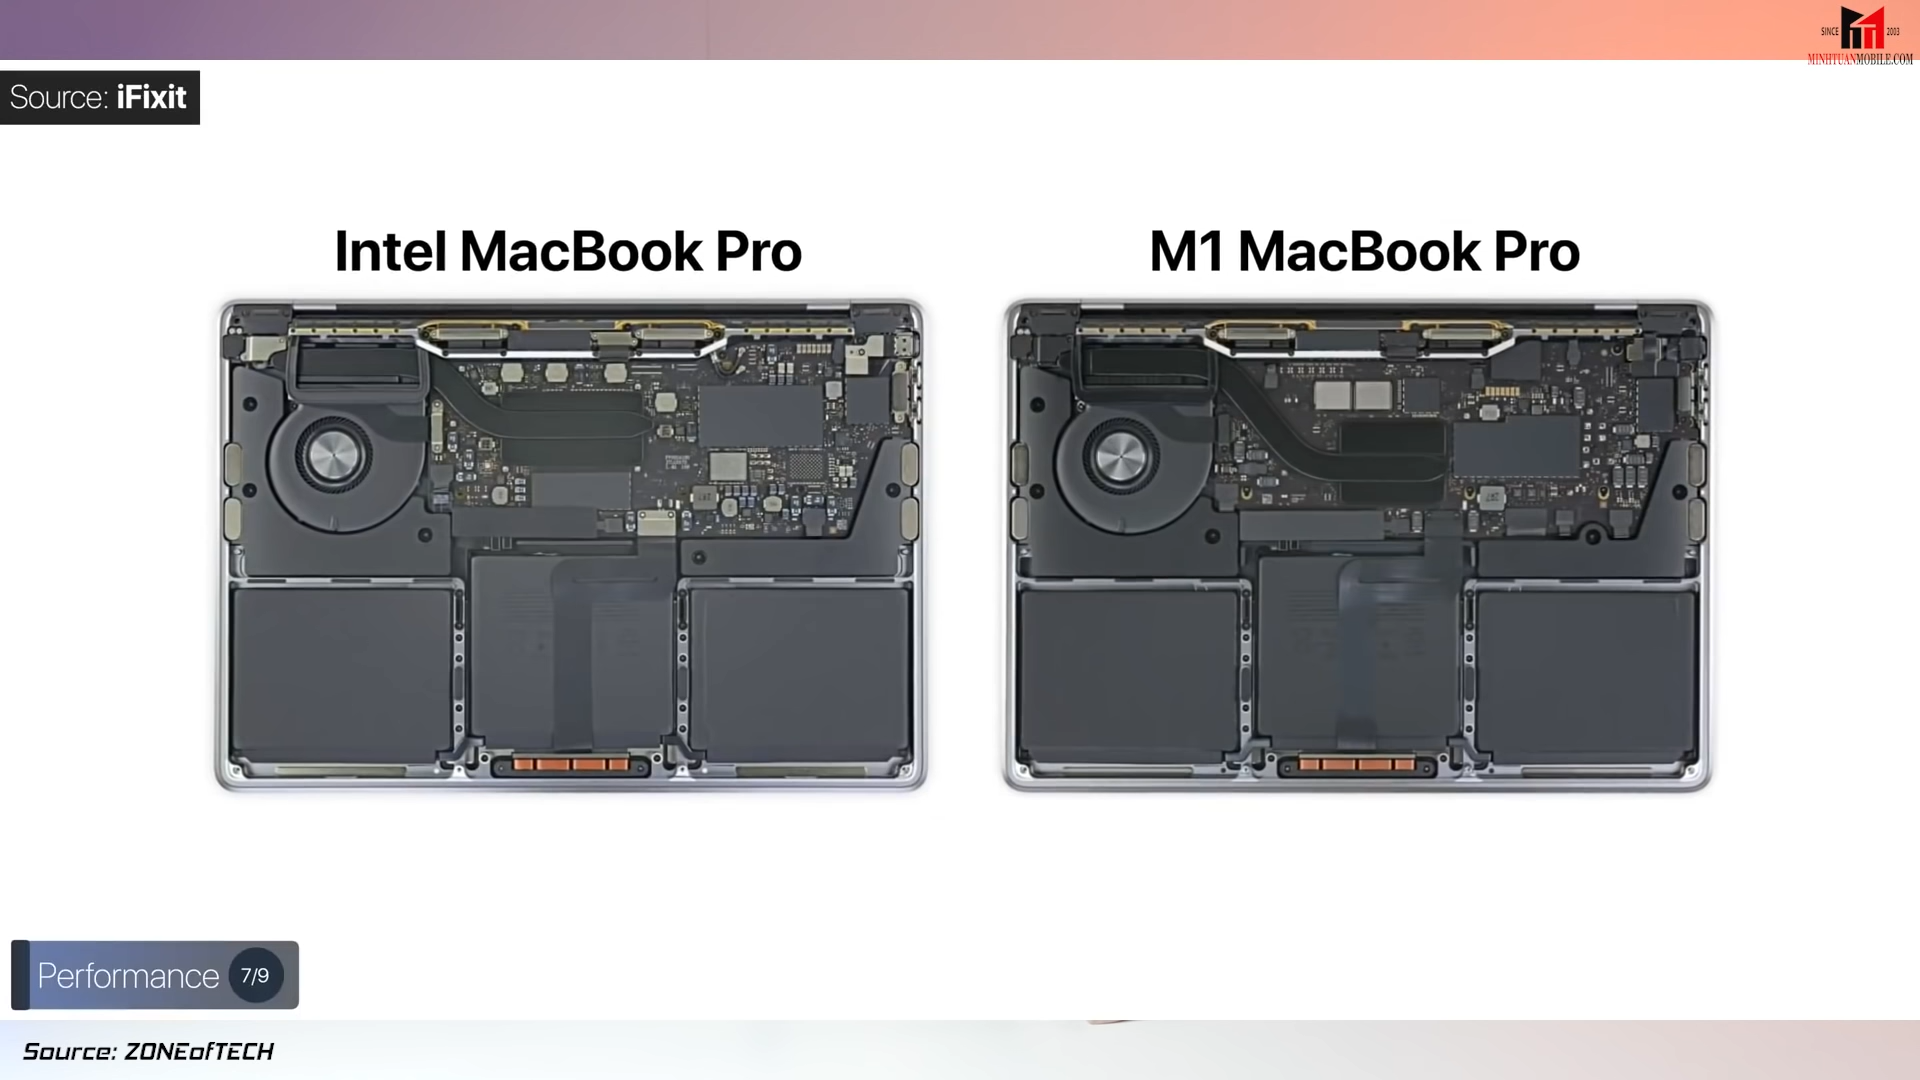 SINCE 2003
MINHTUANMOBILE.COM
Source: iFixit
Intel MacBook Pro
M1 MacBook Pro
Performance 7/9
Source: ZONEofTECH